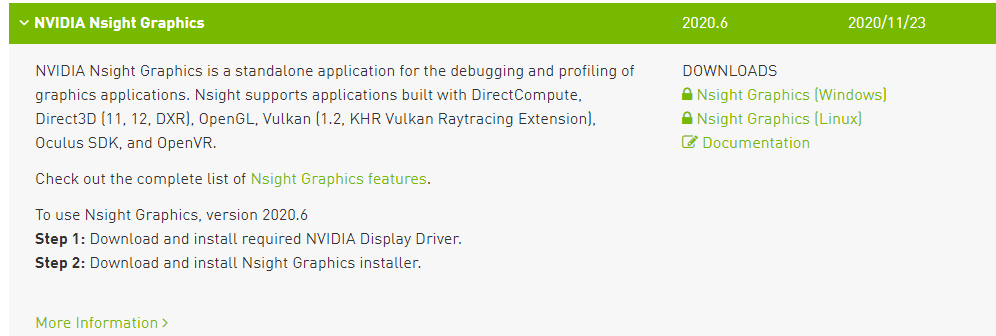 NVIDIA Nsight Graphics 2020.6 2020/11/23
NVIDIA Nsight Graphics is a standalone application for the debugging and profiling of
graphics applications. Nsight supports applications built with DirectCompute,
Direct3D (11, 12, DXR), OpenGL, Vulkan (1.2, KHR Vulkan Raytracing Extension),
Oculus SDK, and OpenVR.
Check out the complete list of Nsight Graphics features.
To use Nsight Graphics, version 2020.6
Step 1: Download and install required NVIDIA Display Driver.
Step 2: Download and install Nsight Graphics installer.
More Information >
DOWNLOADS
Nsight Graphics (Windows)
Nsight Graphics (Linux)
Documentation